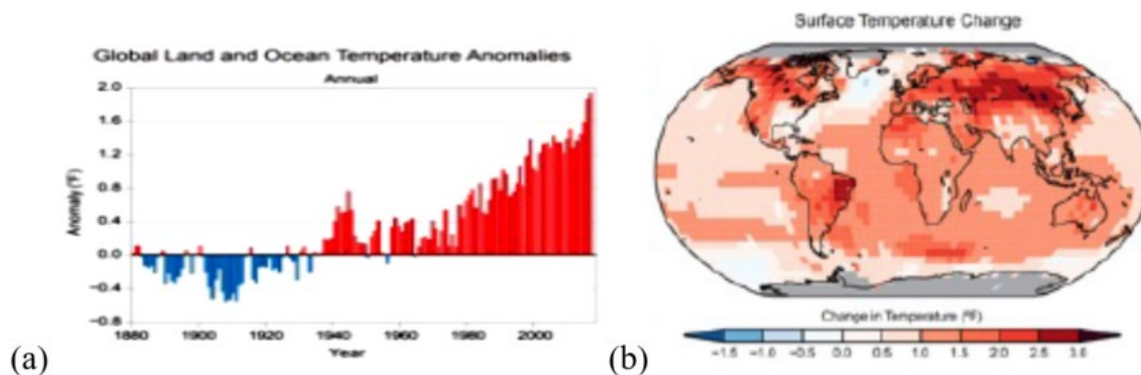 Global Land and Ocean Temperature Anomalies
Annual
Anomaly (°F)
2.0
1.6
1.2
0.8
0.4
0.0
−0.4
−0.8
1880 1900 1920 1940 1960 1980 2000
Year
(a)
Surface Temperature Change
Change in Temperature (°F)
−1.5 −1.0 −0.5 0.0 0.5 1.0 1.5 2.0 3.0
(b)